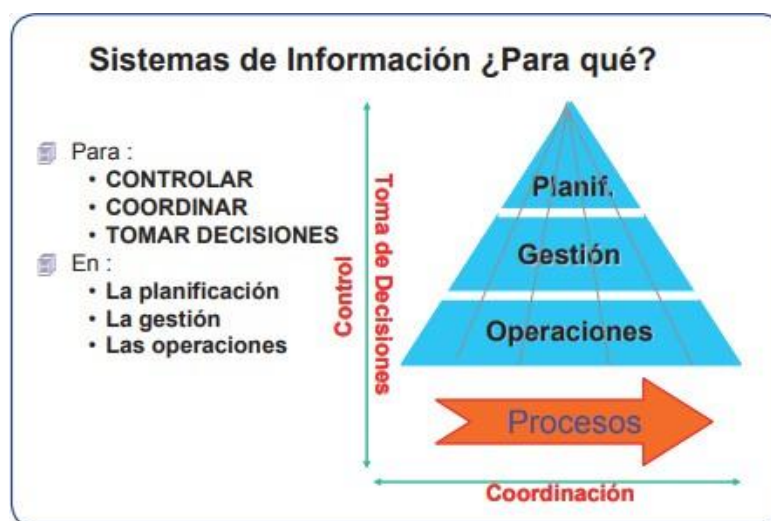 Sistemas de Información ¿Para qué?
Para :
• CONTROLAR
• COORDINAR
• TOMAR DECISIONES
En :
• La planificación
• La gestión
• Las operaciones
Control
Toma de Decisiones
Planif.
Gestión
Operaciones
Procesos
Coordinación